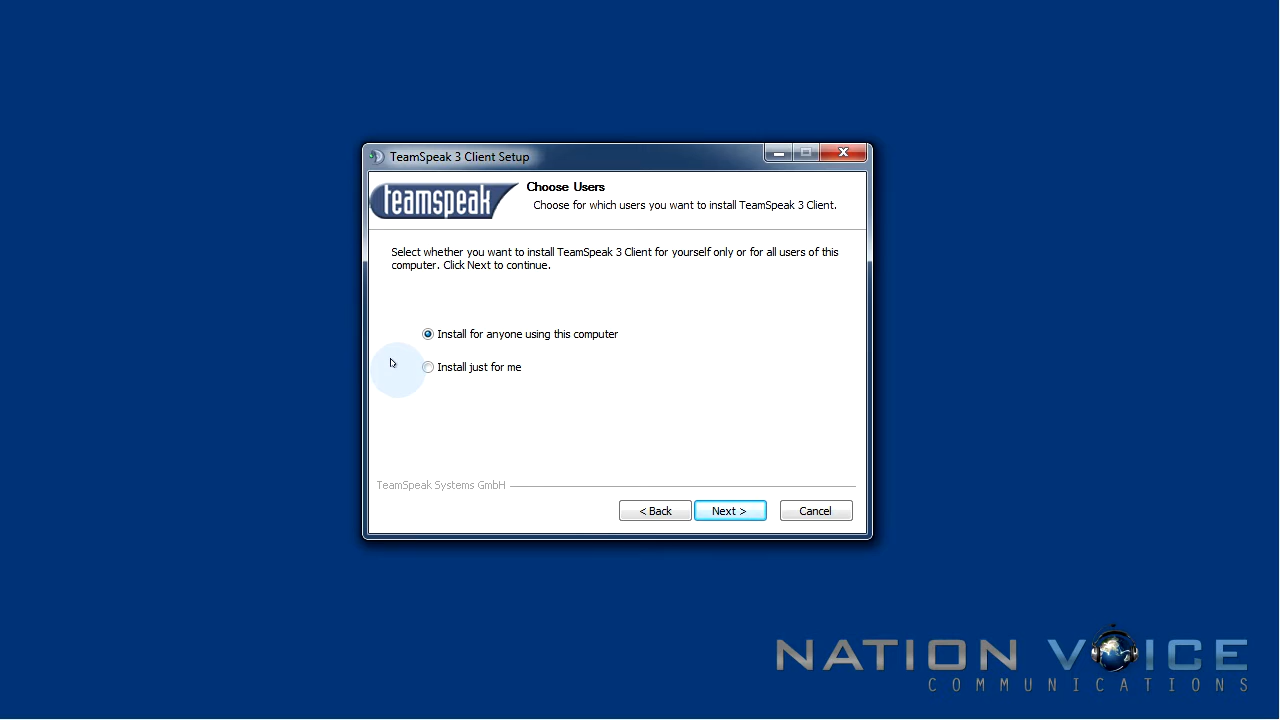 TeamSpeak 3 Client Setup
teamspeak
Choose Users
Choose for which users you want to install TeamSpeak 3 Client.
Select whether you want to install TeamSpeak 3 Client for yourself only or for all users of this
computer. Click Next to continue.
Install for anyone using this computer
Install just for me
TeamSpeak Systems GmbH
< Back
Next >
Cancel
NATION VOICE
COMMUNICATIONS